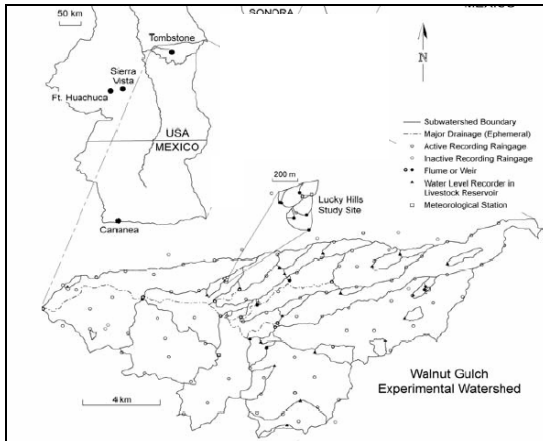 50 km
SONORA
MEXICO
Tombstone
Sierra
Vista
Ft. Huachuca
N
USA
MEXICO
Cananea
Subwatershed Boundary
Major Drainage (Ephemeral)
Active Recording Raingage
Inactive Recording Raingage
Flume or Weir
Water Level Recorder in
Livestock Reservoir
Meteorological Station
200 m
Lucky Hills
Study Site
4 km
Walnut Gulch
Experimental Watershed